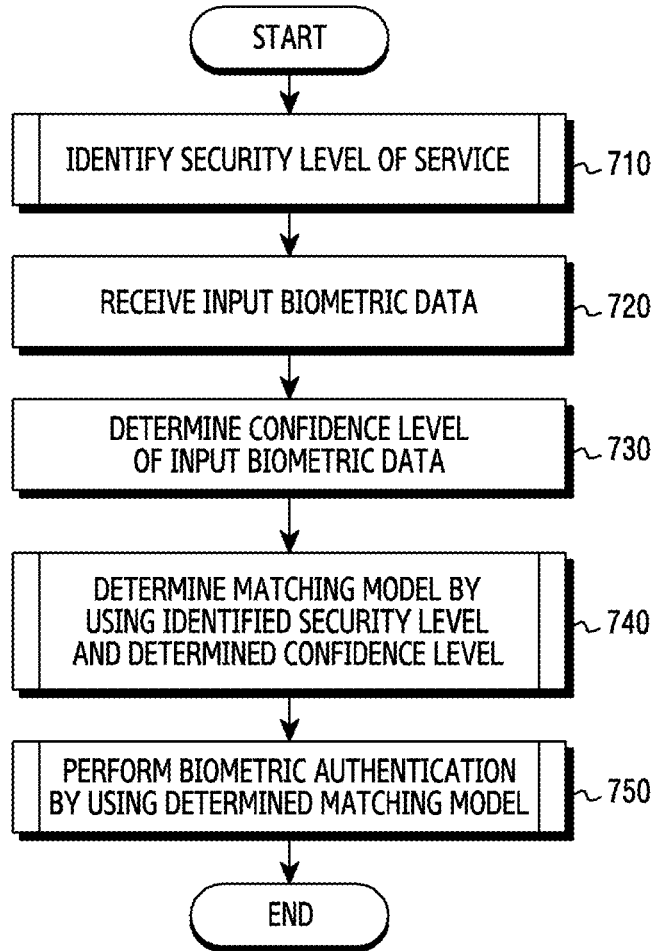 START
IDENTIFY SECURITY LEVEL OF SERVICE
710
RECEIVE INPUT BIOMETRIC DATA
720
DETERMINE CONFIDENCE LEVEL
OF INPUT BIOMETRIC DATA
730
DETERMINE MATCHING MODEL BY
USING IDENTIFIED SECURITY LEVEL
AND DETERMINED CONFIDENCE LEVEL
740
PERFORM BIOMETRIC AUTHENTICATION
BY USING DETERMINED MATCHING MODEL
750
END